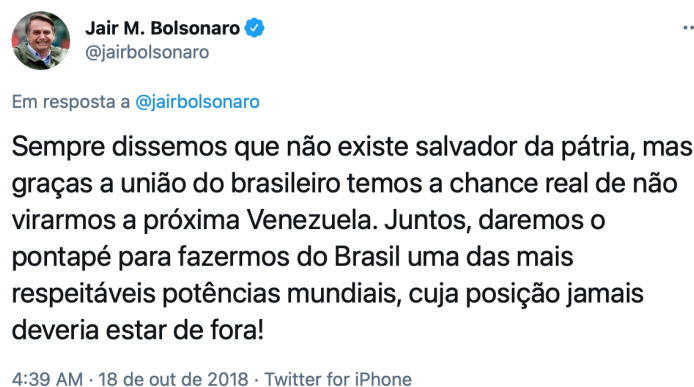 Jair M. Bolsonaro
@jairbolsonaro
Em resposta a @jairbolsonaro
Sempre dissemos que não existe salvador da pátria, mas
graças a união do brasileiro temos a chance real de não
virarmos a próxima Venezuela. Juntos, daremos o
pontapé para fazermos do Brasil uma das mais
respeitáveis potências mundiais, cuja posição jamais
deveria estar de fora!
4:39 AM · 18 de out de 2018 · Twitter for iPhone